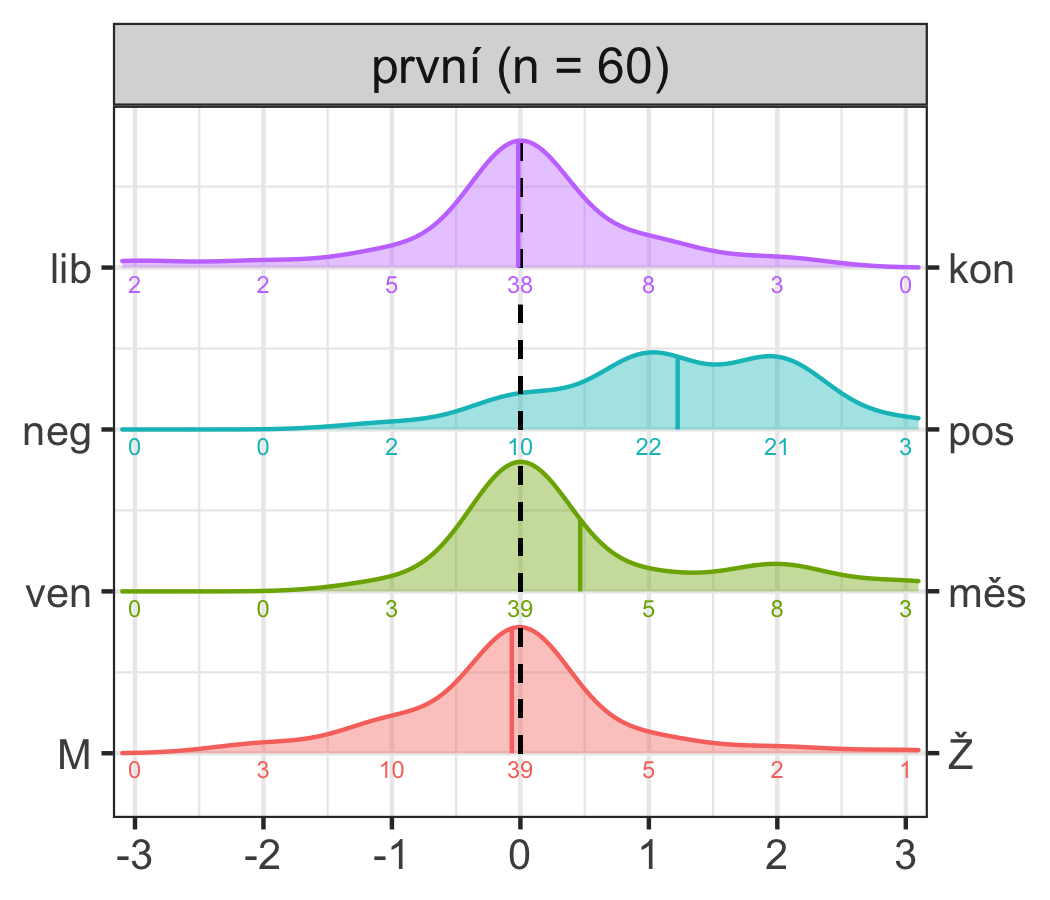 první (n = 60)
lib kon
2 2 5 38 8 3 0
neg pos
0 0 2 10 22 21 3
ven měs
0 0 3 39 5 8 3
M Ž
0 3 10 39 5 2 1
-3 -2 -1 0 1 2 3